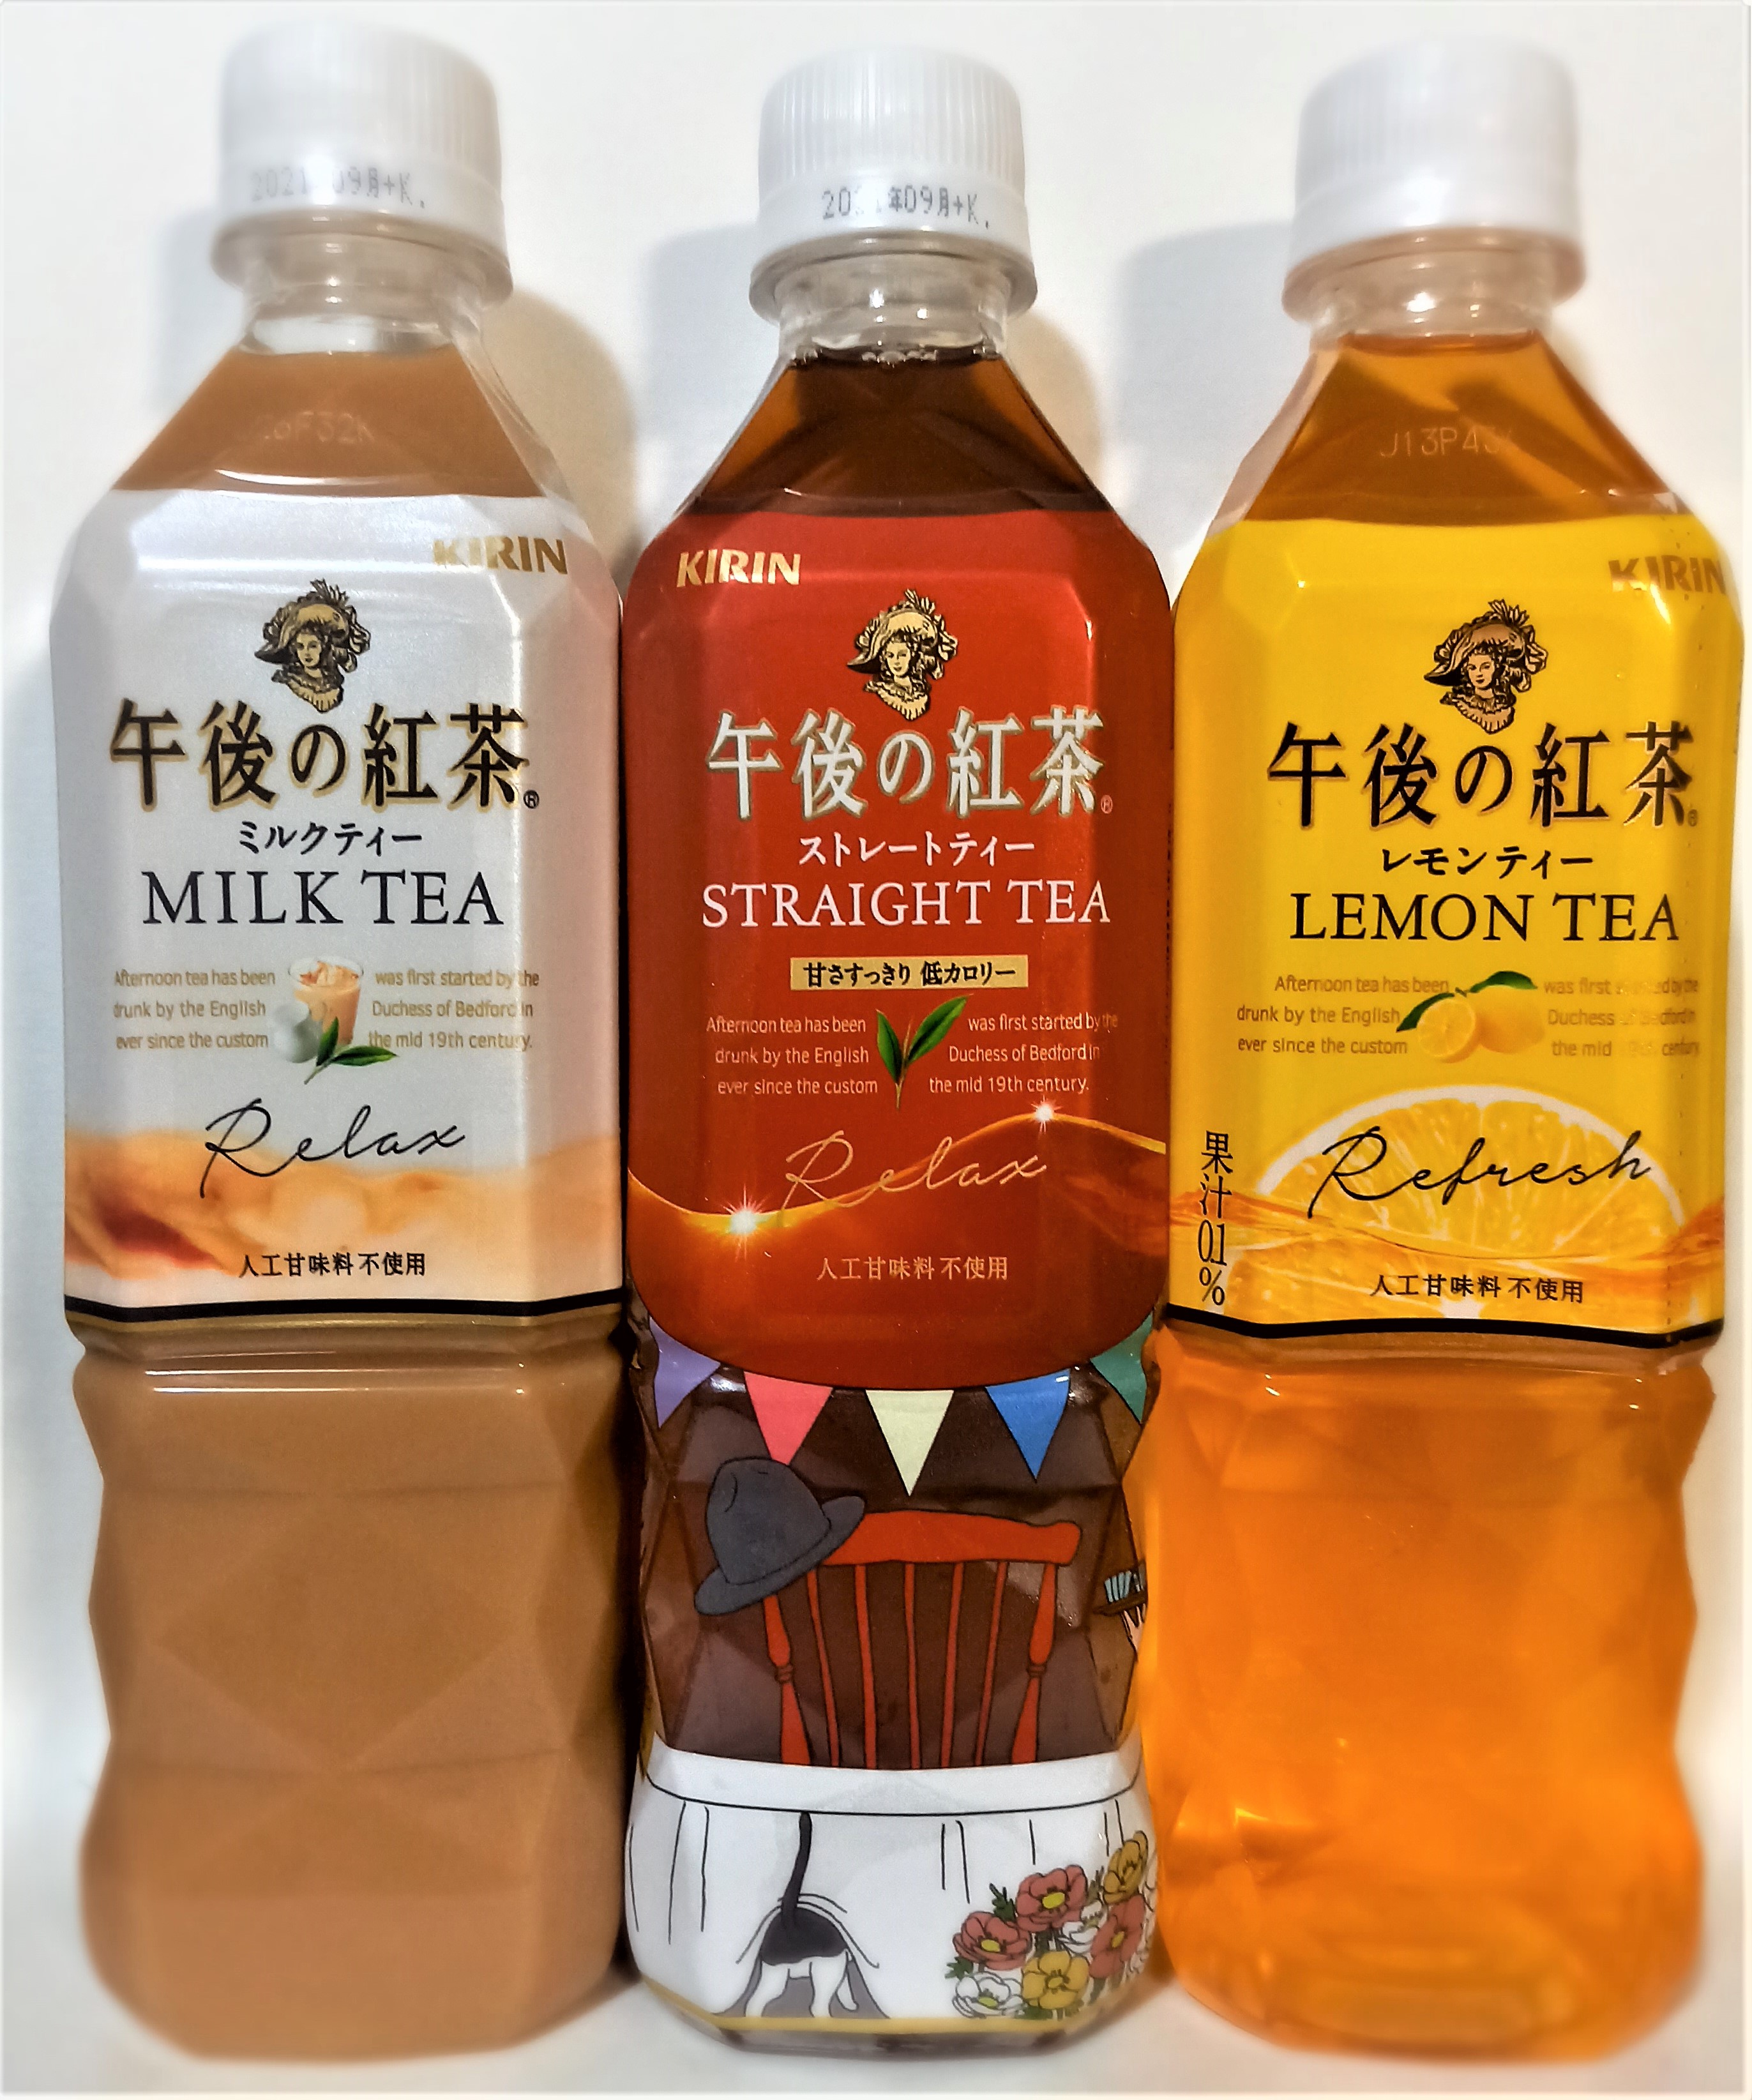 09月+K.
KIRIN
午後の紅茶®
ミルクティー
MILK TEA
Afternoon tea has been was first started by the
drunk by the English Duchess of Bedford in
ever since the custom the mid 19th century.
Relax
人工甘味料 不使用
年09月+K.
KIRIN
午後の紅茶®
ストレートティー
STRAIGHT TEA
甘さすっきり 低カロリー
Afternoon tea has been was first started by the
drunk by the English Duchess of Bedford in
ever since the custom the mid 19th century.
Relax
人工甘味料 不使用
KIRIN
午後の紅茶®
レモンティー
LEMON TEA
Afternoon tea has been was first by the
drunk by the English Duchess Bedford in
ever since the custom the mid century.
Refresh
果汁0.1%
人工甘味料 不使用